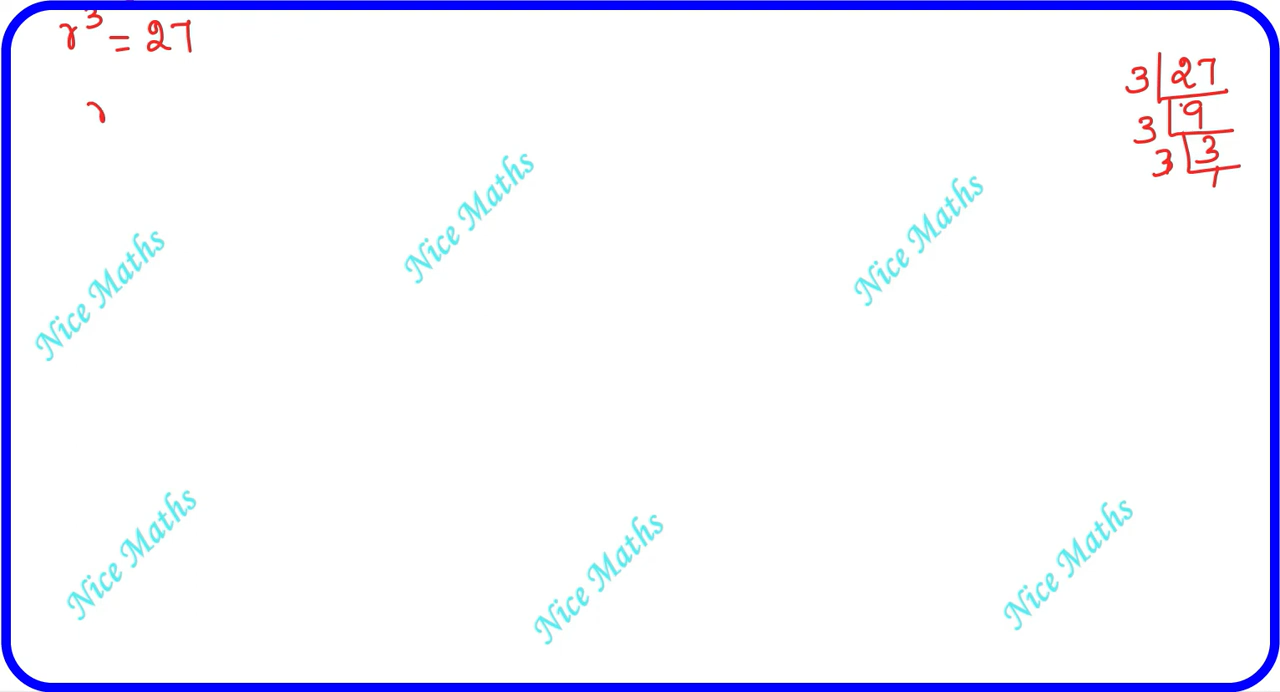 r³ = 27
r
3 | 27
3 | 9
3 | 3
1
Nice Maths
Nice Maths
Nice Maths
Nice Maths
Nice Maths
Nice Maths